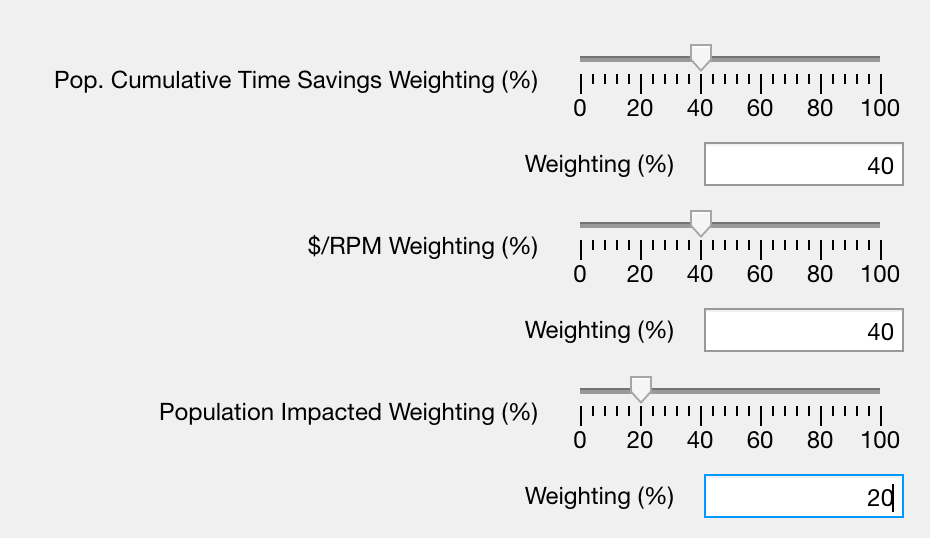 Pop. Cumulative Time Savings Weighting (%)
0 20 40 60 80 100
Weighting (%) 40
$/RPM Weighting (%)
0 20 40 60 80 100
Weighting (%) 40
Population Impacted Weighting (%)
0 20 40 60 80 100
Weighting (%) 20